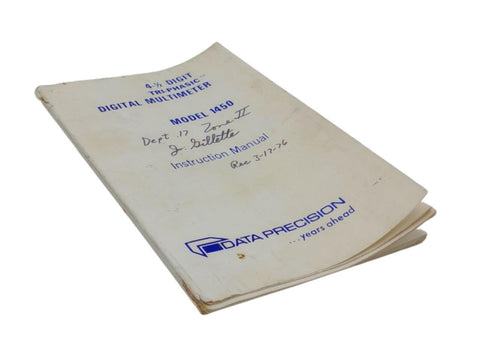 4 ½ DIGIT
TRI-PHASIC™
DIGITAL MULTIMETER
MODEL 1450
Dept. 17 Zone II
J. Gillette
Instruction Manual
Rec 3-17-76
DATA PRECISION
...years ahead